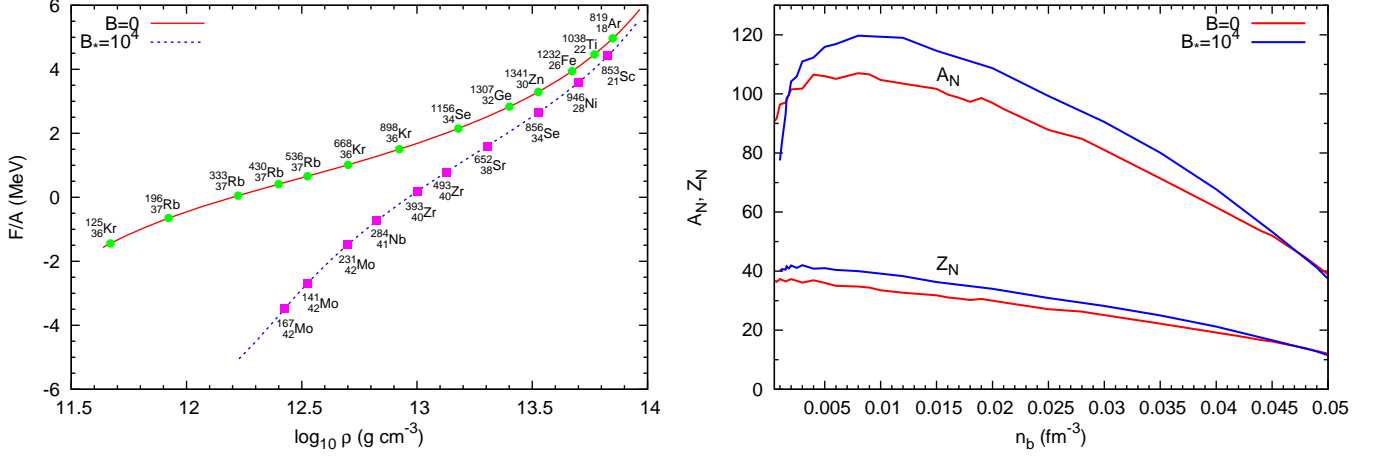 B=0
B*=10^4
F/A (MeV)
6
4
2
0
-2
-4
-6
11.5
12
12.5
13
13.5
14
log10 ρ (g cm^-3)
125 36 Kr
196 37 Rb
333 37 Rb
430 37 Rb
536 37 Rb
668 36 Kr
898 36 Kr
1156 34 Se
1307 32 Ge
1341 30 Zn
1232 26 Fe
1038 22 Ti
819 18 Ar
167 42 Mo
141 42 Mo
231 42 Mo
284 41 Nb
393 40 Zr
493 40 Zr
652 38 Sr
856 34 Se
946 28 Ni
853 21 Sc
B=0
B*=10^4
A_N, Z_N
120
100
80
60
40
20
0
A_N
Z_N
0.005
0.01
0.015
0.02
0.025
0.03
0.035
0.04
0.045
0.05
n_b (fm^-3)